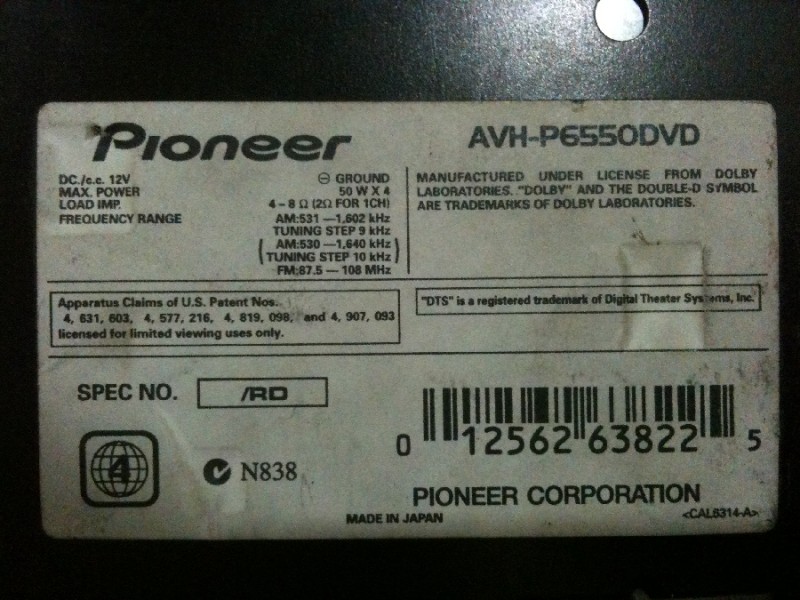 Pioneer
AVH-P6550DVD
DC./c.c. 12V ⊖ GROUND
MAX. POWER 50 W X 4
LOAD IMP. 4 – 8 Ω (2Ω FOR 1CH)
FREQUENCY RANGE AM:531 — 1,602 kHz
TUNING STEP 9 kHz
( AM:530 — 1,640 kHz
TUNING STEP 10 kHz )
FM:87.5 — 108 MHz
MANUFACTURED UNDER LICENSE FROM DOLBY
LABORATORIES. "DOLBY" AND THE DOUBLE-D SYMBOL
ARE TRADEMARKS OF DOLBY LABORATORIES.
Apparatus Claims of U.S. Patent Nos.
4, 631, 603, 4, 577, 216, 4, 819, 098, and 4, 907, 093
licensed for limited viewing uses only.
"DTS" is a registered trademark of Digital Theater Systems, Inc.
SPEC NO. /RD
4
N838
0 12562 63822 5
PIONEER CORPORATION
MADE IN JAPAN
<CAL6314-A>